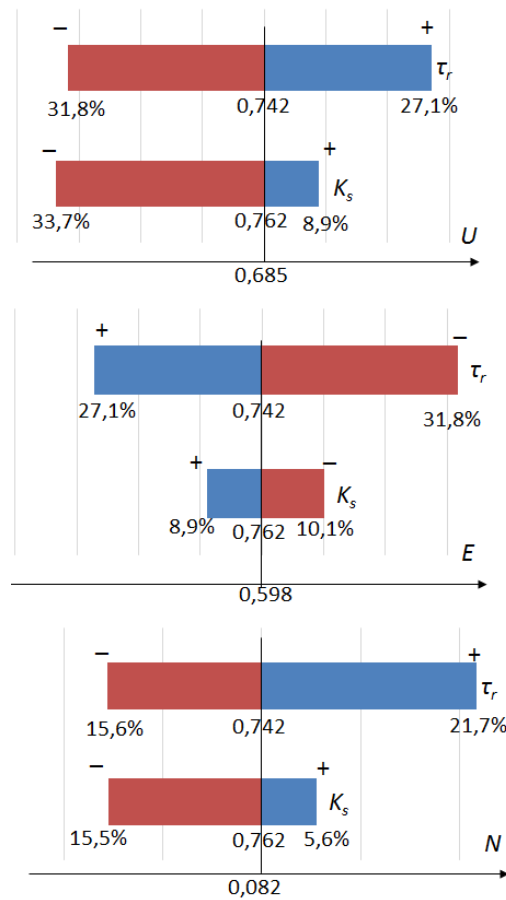 − +
τr
31,8% 0,742 27,1%
− +
Ks
33,7% 0,762 8,9%
U
0,685
+ −
τr
27,1% 0,742 31,8%
+ −
Ks
8,9% 0,762 10,1%
E
0,598
− +
τr
15,6% 0,742 21,7%
− +
Ks
15,5% 0,762 5,6%
N
0,082